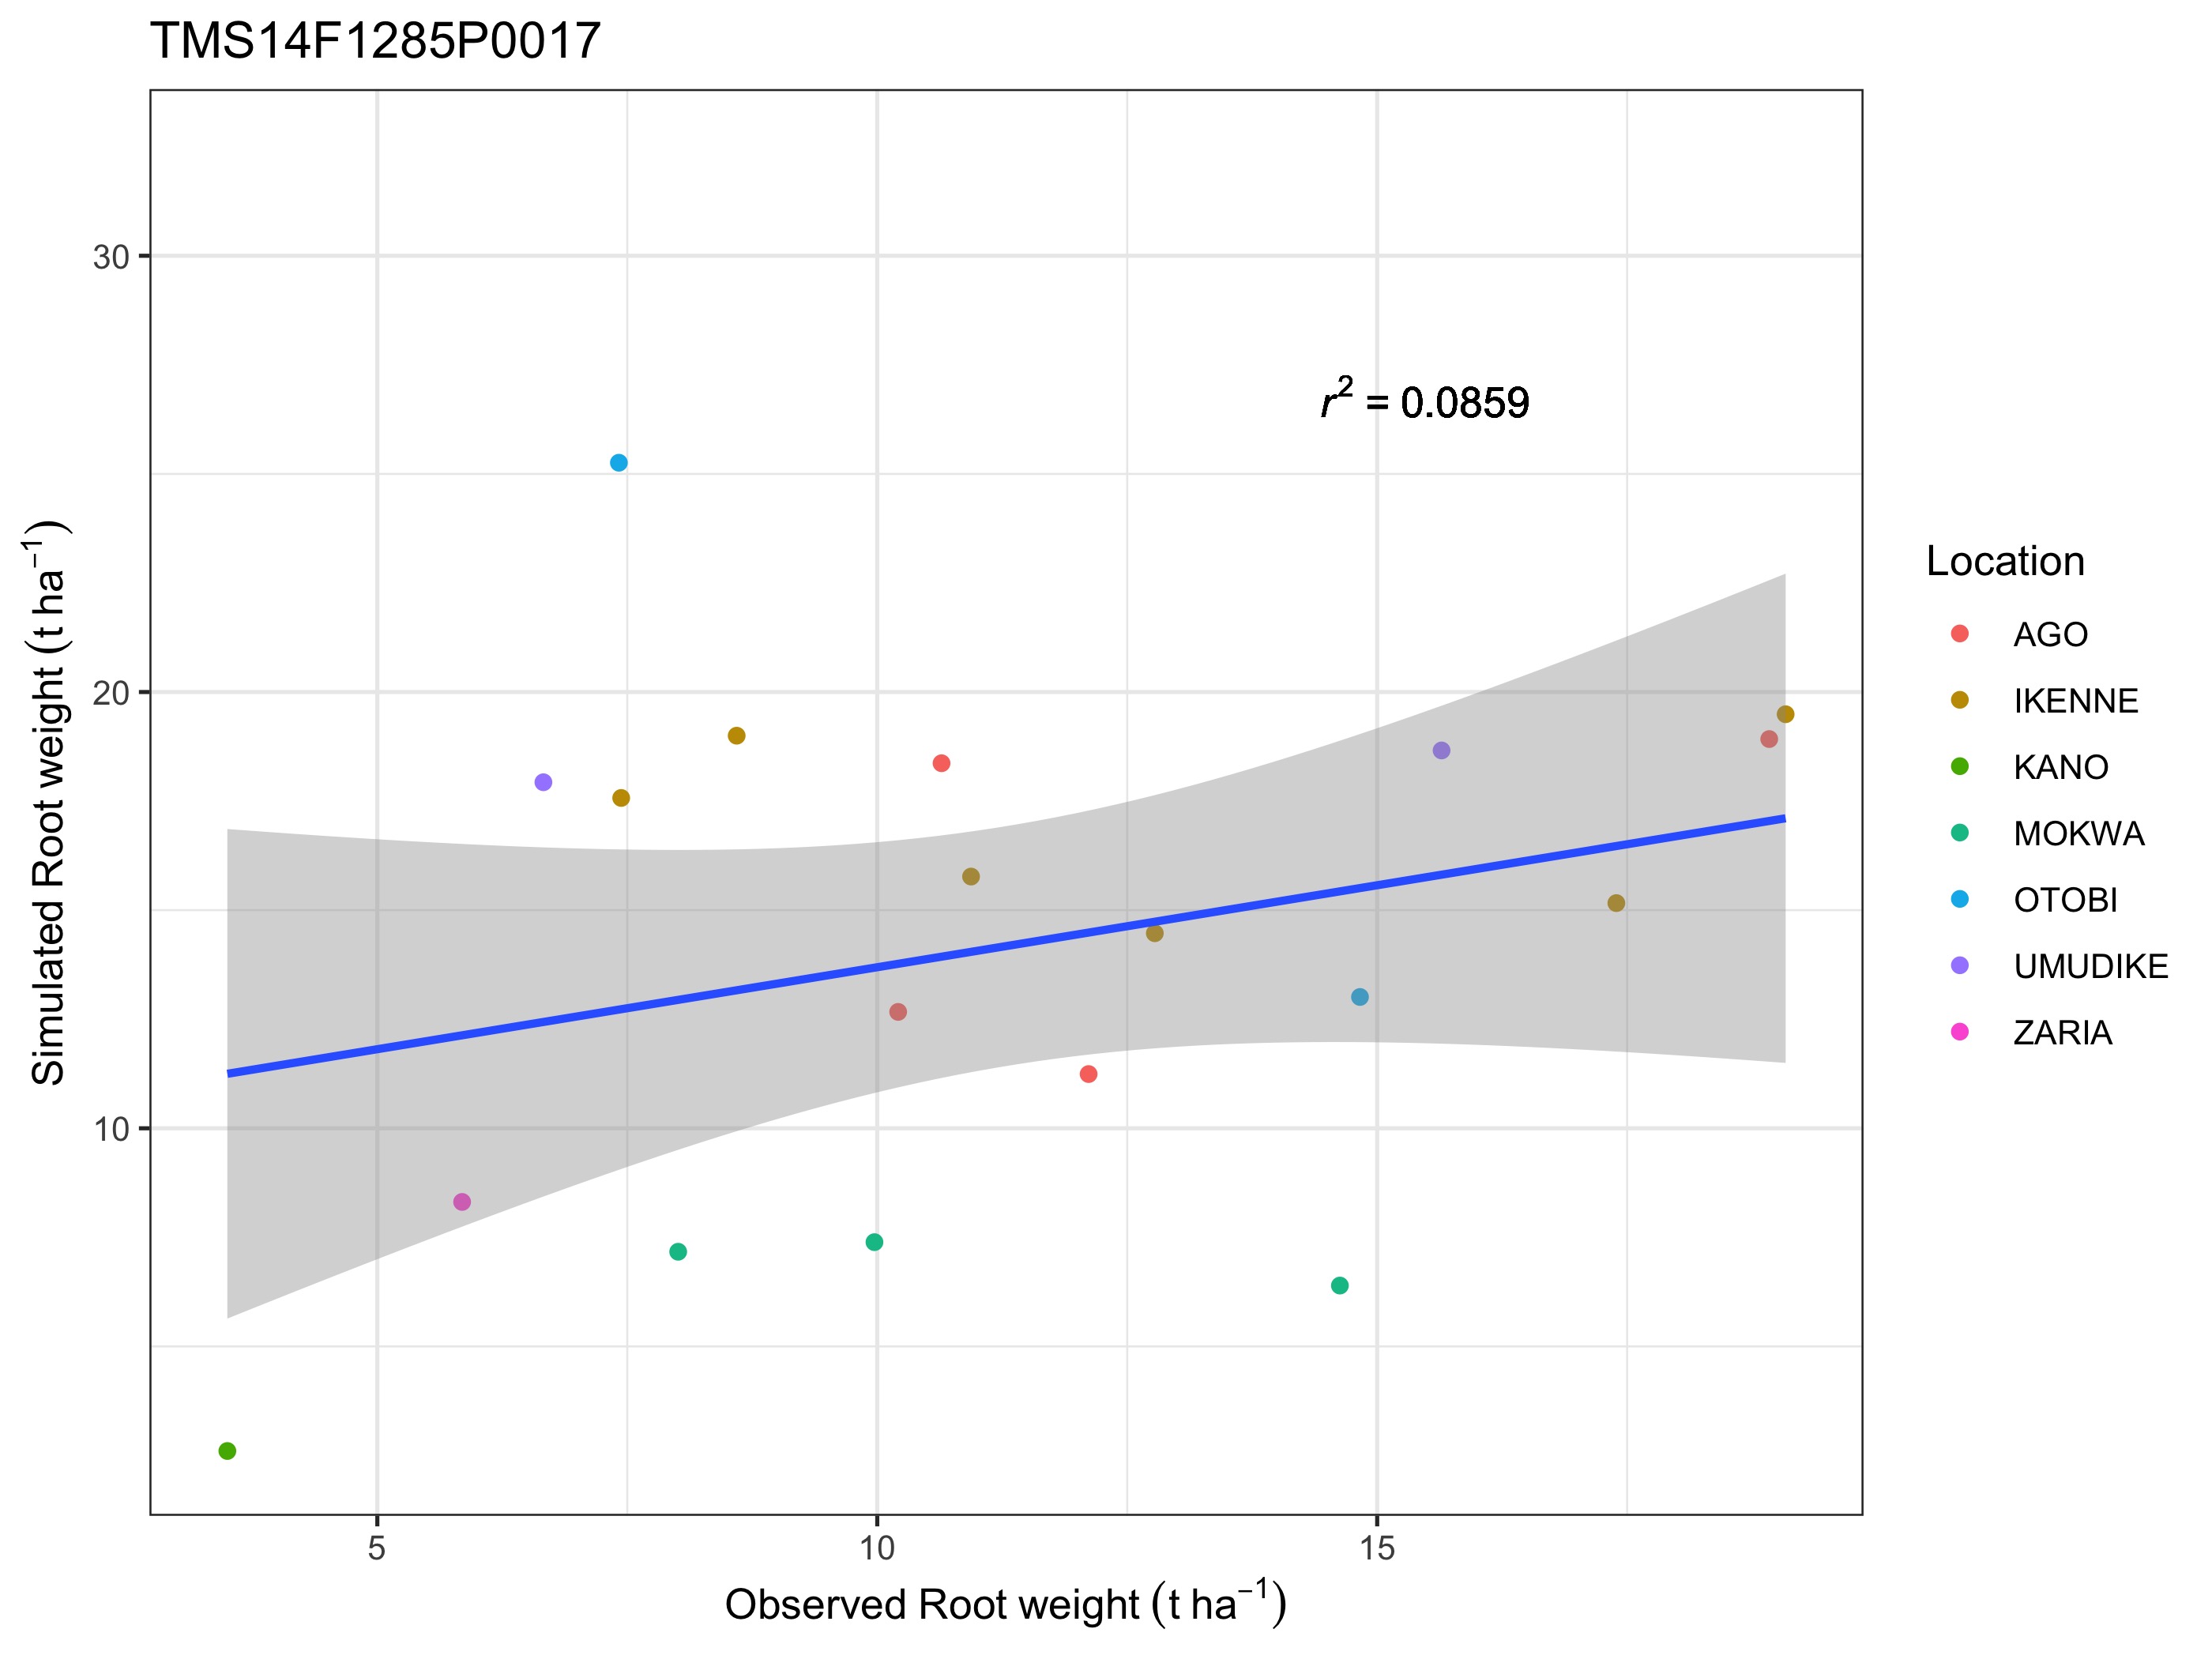 TMS14F1285P0017
30
20
10
Simulated Root weight (t ha⁻¹)
r² = 0.0859
5 10 15
Observed Root weight (t ha⁻¹)
Location
AGO
IKENNE
KANO
MOKWA
OTOBI
UMUDIKE
ZARIA